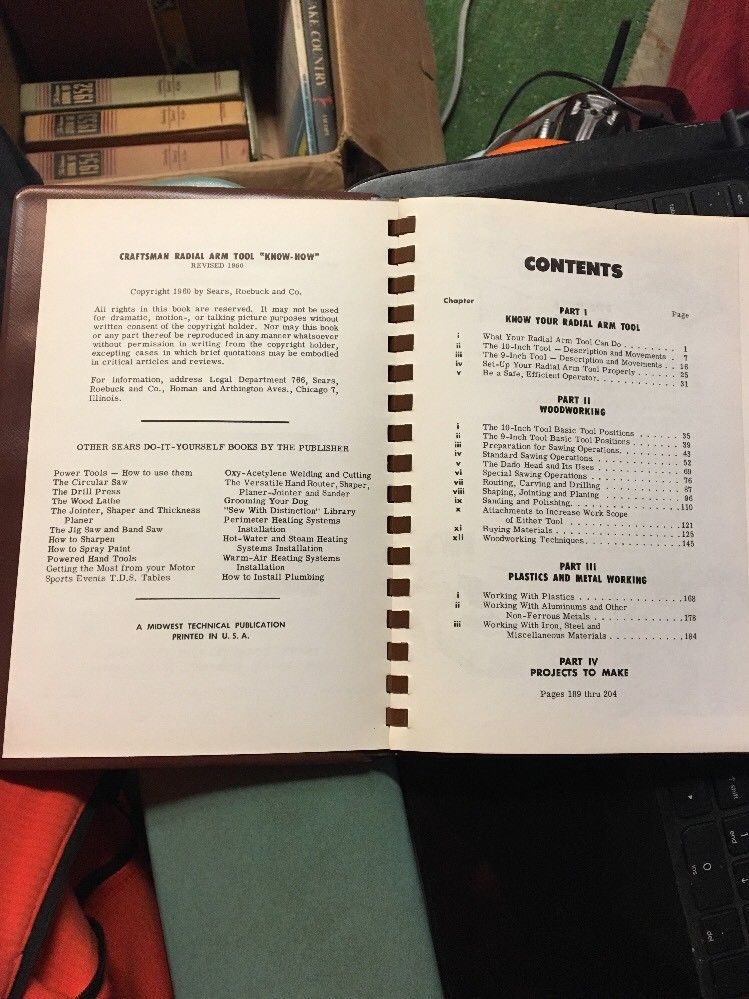 1952
1953
1954
LAKE COUNTRY
CRAFTSMAN RADIAL ARM TOOL "KNOW-HOW"
REVISED 1960
Copyright 1960 by Sears, Roebuck and Co.
All rights in this book are reserved. It may not be used
for dramatic, motion-, or talking picture purposes without
written consent of the copyright holder. Nor may this book
or any part thereof be reproduced in any manner whatsoever
without permission in writing from the copyright holder,
excepting cases in which brief quotations may be embodied
in critical articles and reviews.
For information, address Legal Department 766, Sears,
Roebuck and Co., Homan and Arthington Aves., Chicago 7,
Illinois.
OTHER SEARS DO-IT-YOURSELF BOOKS BY THE PUBLISHER
Power Tools — How to use them
The Circular Saw
The Drill Press
The Wood Lathe
The Jointer, Shaper and Thickness
Planer
The Jig Saw and Band Saw
How to Sharpen
How to Spray Paint
Powered Hand Tools
Getting the Most from your Motor
Sports Events T.D.S. Tables
Oxy-Acetylene Welding and Cutting
The Versatile Hand Router, Shaper,
Planer-Jointer and Sander
Grooming Your Dog
"Sew With Distinction" Library
Perimeter Heating Systems
Installation
Hot-Water and Steam Heating
Systems Installation
Warm-Air Heating Systems
Installation
How to Install Plumbing
A MIDWEST TECHNICAL PUBLICATION
PRINTED IN U. S. A.
CONTENTS
Chapter Page
PART I
KNOW YOUR RADIAL ARM TOOL
i What Your Radial Arm Tool Can Do . . . . . . . . 1
ii The 10-Inch Tool — Description and Movements . 7
iii The 9-Inch Tool — Description and Movements . . 16
iv Set-Up Your Radial Arm Tool Properly . . . . . 25
v Be a Safe, Efficient Operator. . . . . . . . . . . . 31
PART II
WOODWORKING
i The 10-Inch Tool Basic Tool Positions . . . . . . 35
ii The 9-Inch Tool Basic Tool Positions . . . . . . . 39
iii Preparation for Sawing Operations. . . . . . . . . 43
iv Standard Sawing Operations . . . . . . . . . . . . 52
v The Dado Head and Its Uses . . . . . . . . . . . . 69
vi Special Sawing Operations . . . . . . . . . . . . . 76
vii Routing, Carving and Drilling . . . . . . . . . . . 87
viii Shaping, Jointing and Planing . . . . . . . . . . . 96
ix Sanding and Polishing. . . . . . . . . . . . . . . .110
x Attachments to Increase Work Scope
of Either Tool . . . . . . . . . . . . . . . . .121
xi Buying Materials . . . . . . . . . . . . . . . . . .125
xii Woodworking Techniques. . . . . . . . . . . . . .145
PART III
PLASTICS AND METAL WORKING
i Working With Plastics . . . . . . . . . . . . . . . .168
ii Working With Aluminums and Other
Non-Ferrous Metals . . . . . . . . . . . . . .178
iii Working With Iron, Steel and
Miscellaneous Materials . . . . . . . . . . . .184
PART IV
PROJECTS TO MAKE
Pages 189 thru 204
shift
end
ins
del